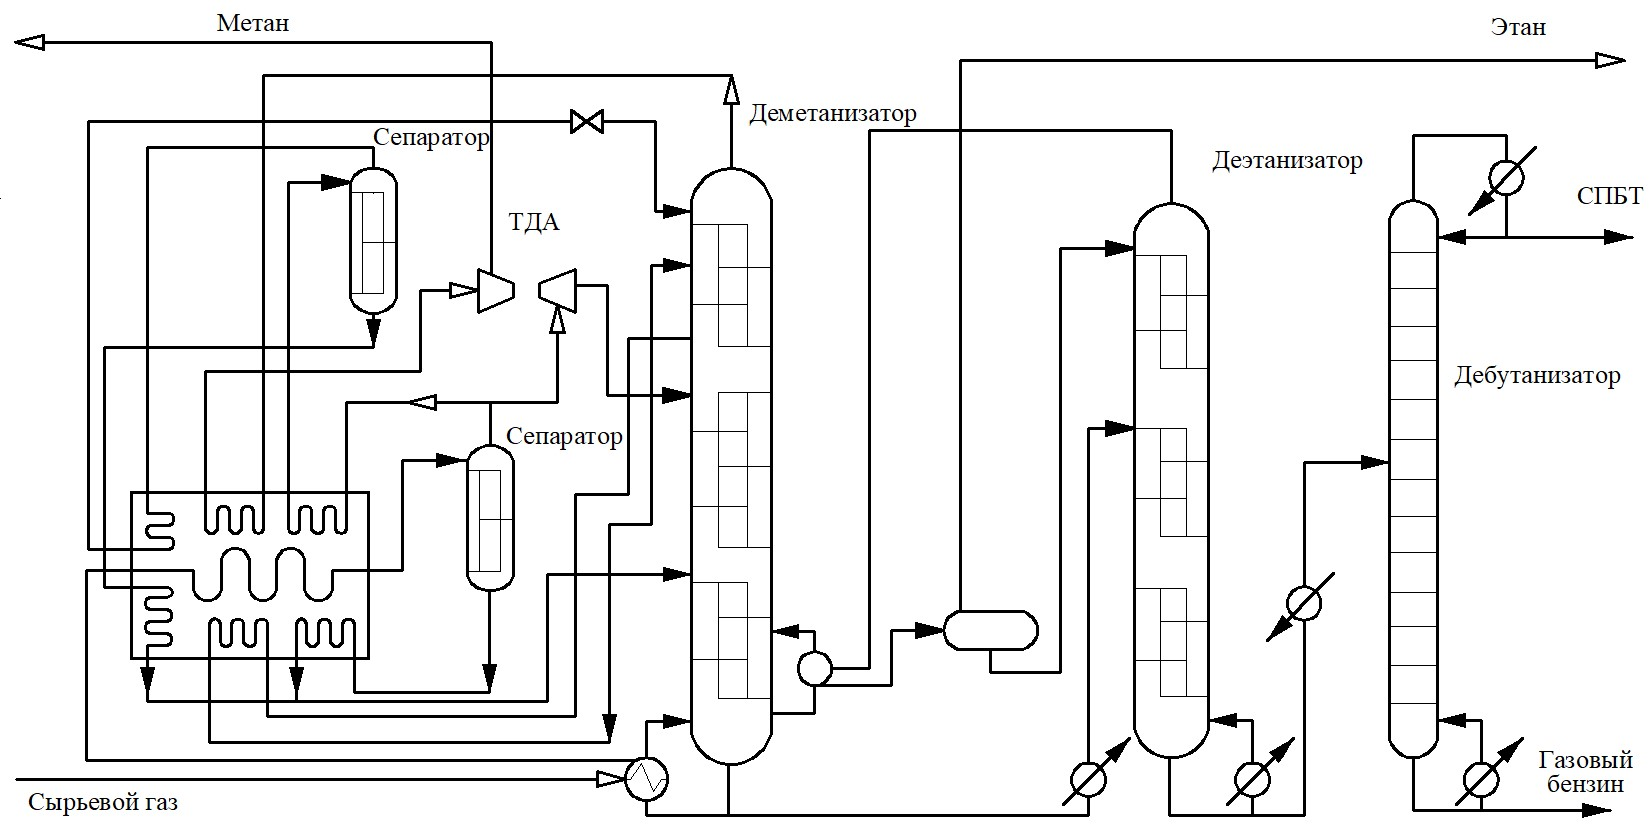 Метан
Этан
Деметанизатор
Сепаратор
Деэтанизатор
СПБТ
ТДА
Дебутанизатор
Сепаратор
Газовый
бензин
Сырьевой газ